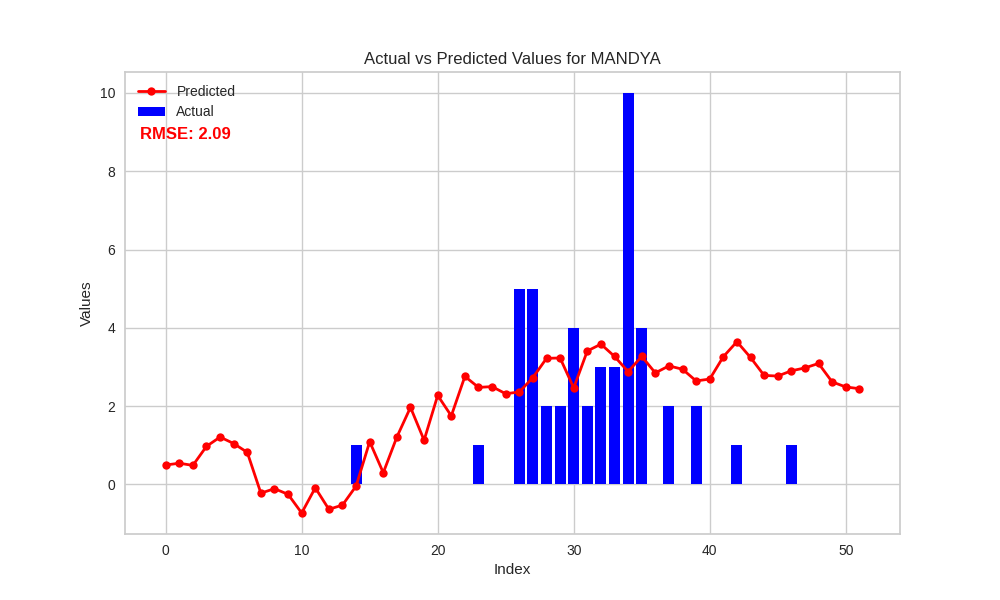 Actual vs Predicted Values for MANDYA
Predicted
Actual
RMSE: 2.09
10
8
6
4
2
0
Values
0 10 20 30 40 50
Index